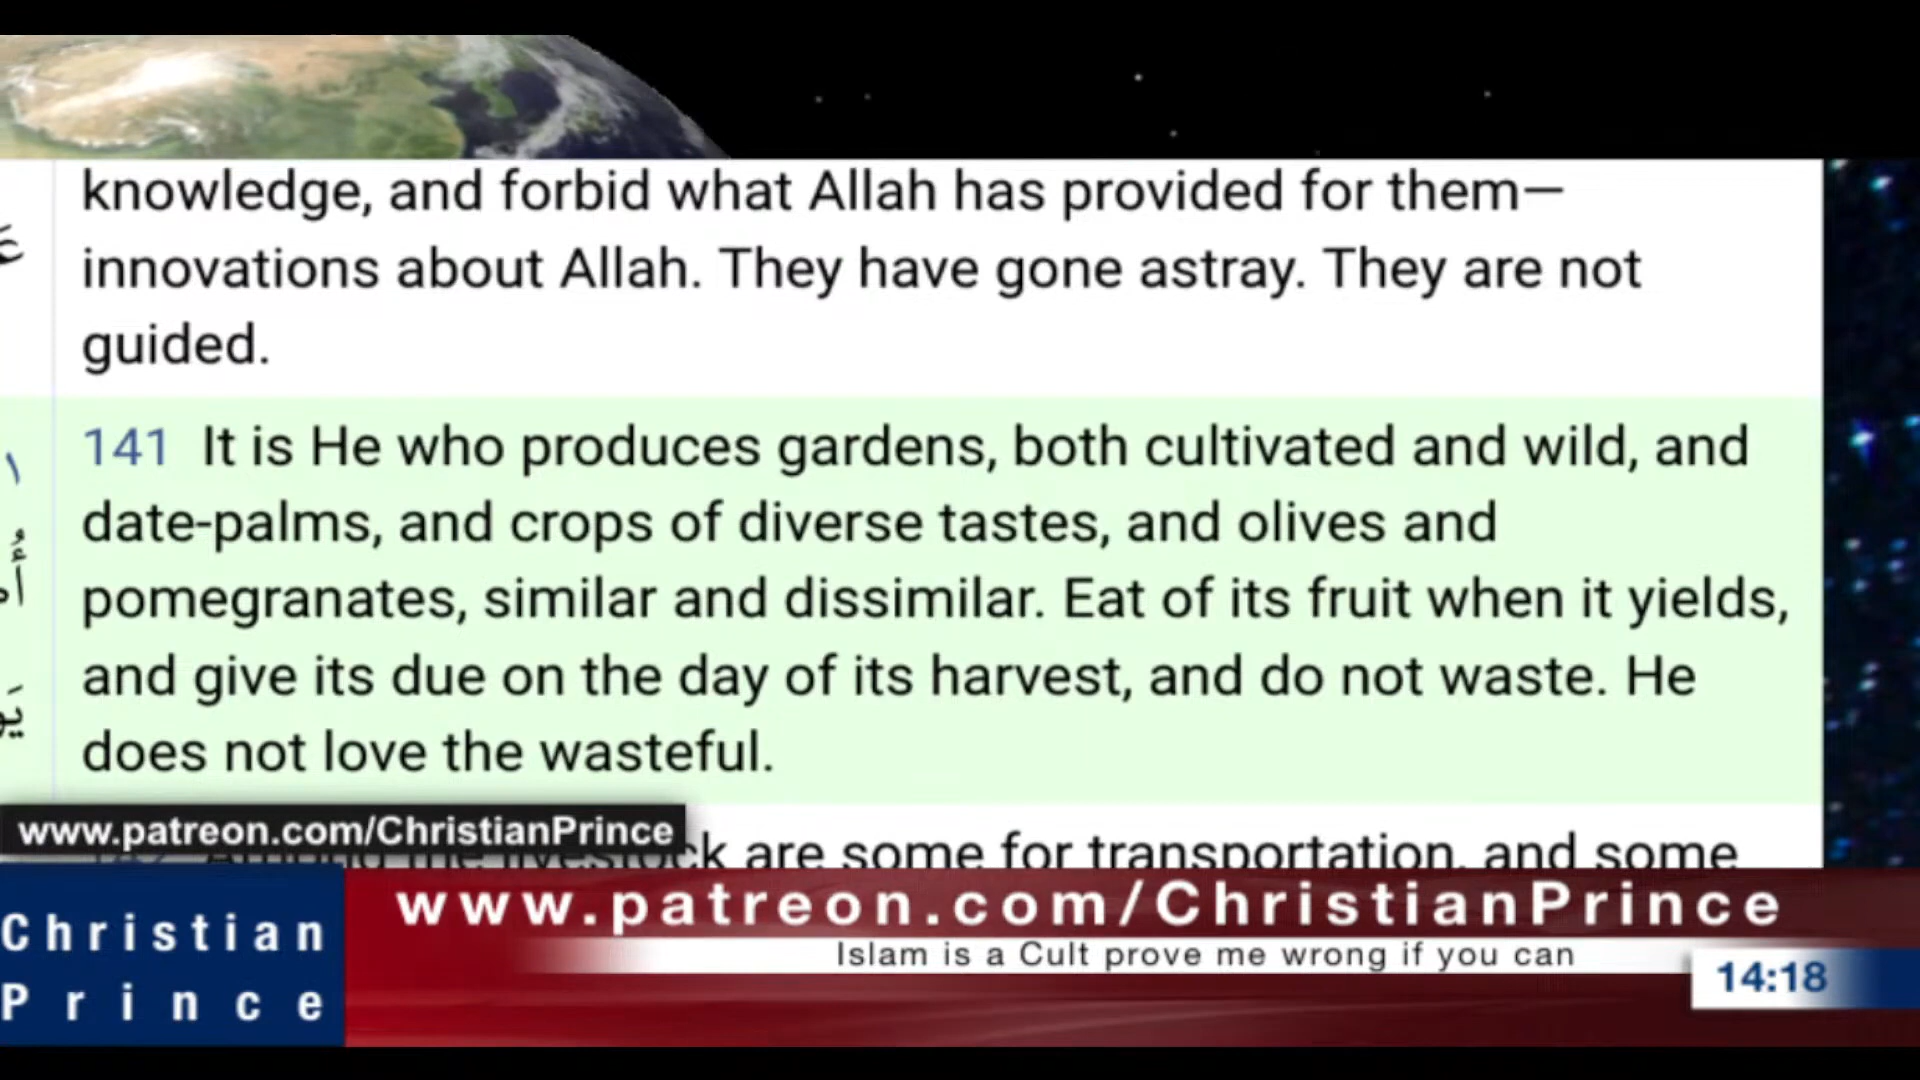 knowledge, and forbid what Allah has provided for them—
innovations about Allah. They have gone astray. They are not
guided.
141 It is He who produces gardens, both cultivated and wild, and
date-palms, and crops of diverse tastes, and olives and
pomegranates, similar and dissimilar. Eat of its fruit when it yields,
and give its due on the day of its harvest, and do not waste. He
does not love the wasteful.
www.patreon.com/ChristianPrince
142 Among the livestock are some for transportation, and some
www.patreon.com/ChristianPrince
Islam is a Cult prove me wrong if you can
Christian
Prince
14:18